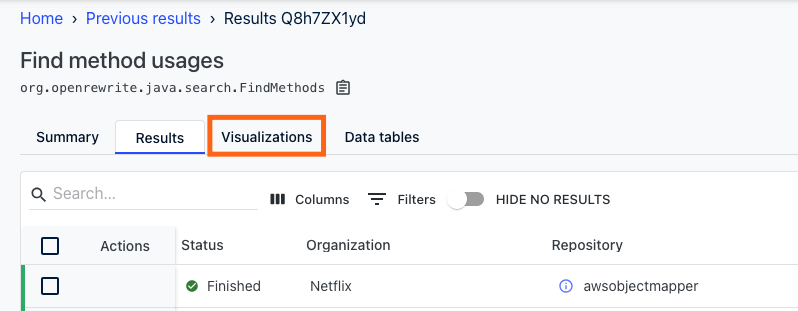 Home › Previous results › Results Q8h7ZX1yd
Find method usages
org.openrewrite.java.search.FindMethods
Summary Results Visualizations Data tables
Search... Columns Filters HIDE NO RESULTS
Actions Status Organization Repository
Finished Netflix awsobjectmapper